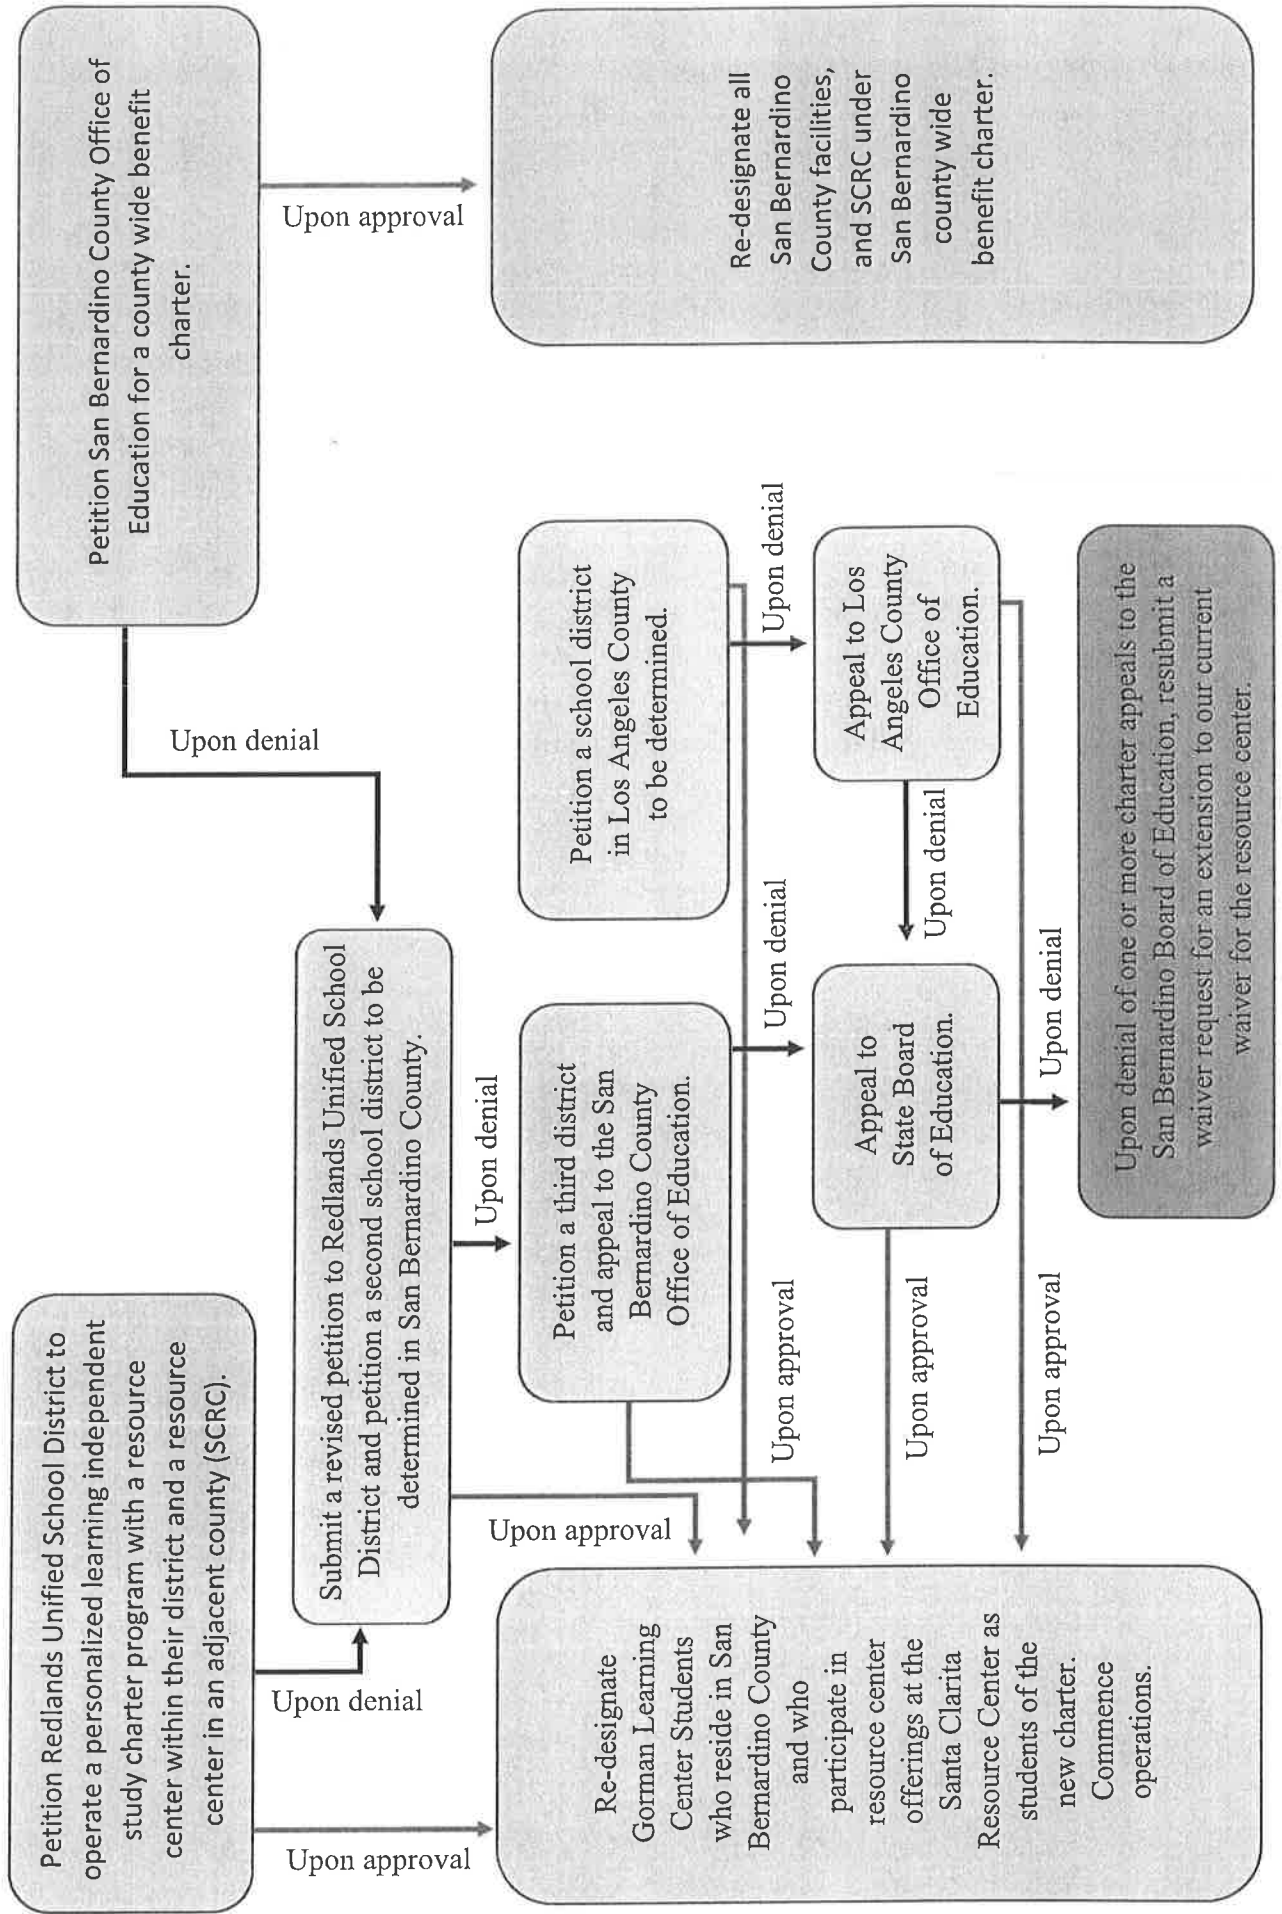 Petition Redlands Unified School District to
operate a personalized learning independent
study charter program with a resource
center within their district and a resource
center in an adjacent county (SCRC).
Petition San Bernardino County Office of
Education for a county wide benefit
charter.
Upon denial
Upon approval
Upon denial
Upon approval
Submit a revised petition to Redlands Unified School
District and petition a second school district to be
determined in San Bernardino County.
Upon denial
Upon approval
Petition a third district
and appeal to the San
Bernardino County
Office of Education.
Petition a school district
in Los Angeles County
to be determined.
Upon denial
Upon denial
Upon approval
Appeal to
State Board
of Education.
Upon denial
Appeal to Los
Angeles County
Office of
Education.
Upon approval
Upon denial
Upon approval
Re-designate
Gorman Learning
Center Students
who reside in San
Bernardino County
and who
participate in
resource center
offerings at the
Santa Clarita
Resource Center as
students of the
new charter.
Commence
operations.
Upon denial of one or more charter appeals to the
San Bernardino Board of Education, resubmit a
waiver request for an extension to our current
waiver for the resource center.
Re-designate all
San Bernardino
County facilities,
and SCRC under
San Bernardino
county wide
benefit charter.